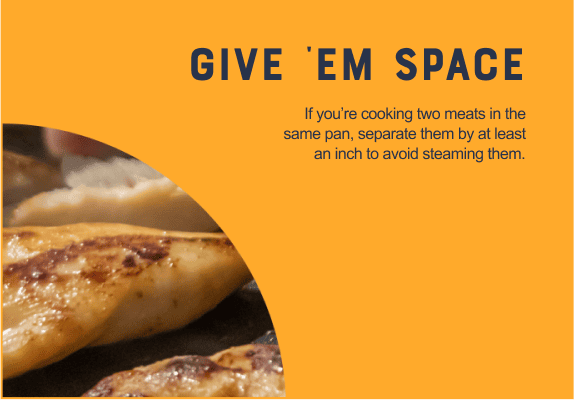 GIVE 'EM SPACE
If you're cooking two meats in the
same pan, separate them by at least
an inch to avoid steaming them.